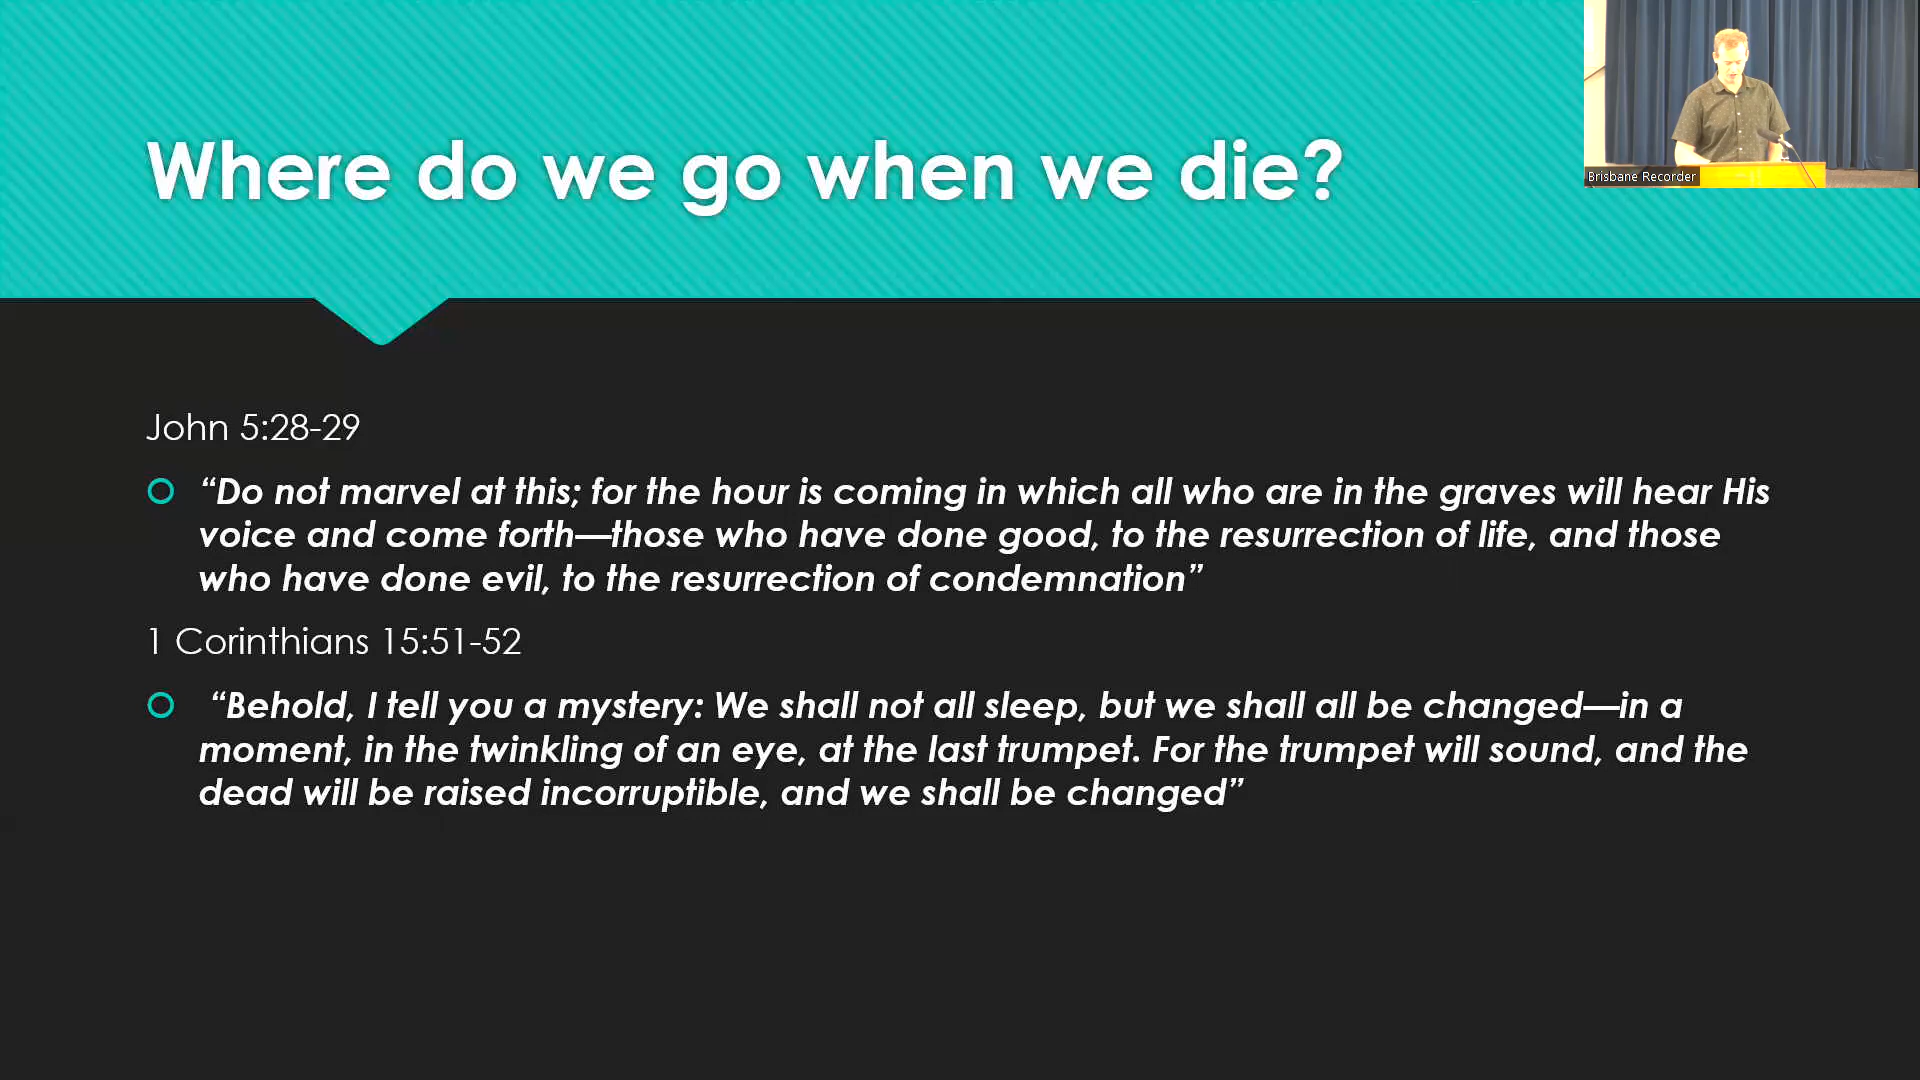 Where do we go when we die?
Brisbane Recorder
John 5:28-29
“Do not marvel at this; for the hour is coming in which all who are in the graves will hear His
voice and come forth—those who have done good, to the resurrection of life, and those
who have done evil, to the resurrection of condemnation”
1 Corinthians 15:51-52
“Behold, I tell you a mystery: We shall not all sleep, but we shall all be changed—in a
moment, in the twinkling of an eye, at the last trumpet. For the trumpet will sound, and the
dead will be raised incorruptible, and we shall be changed”